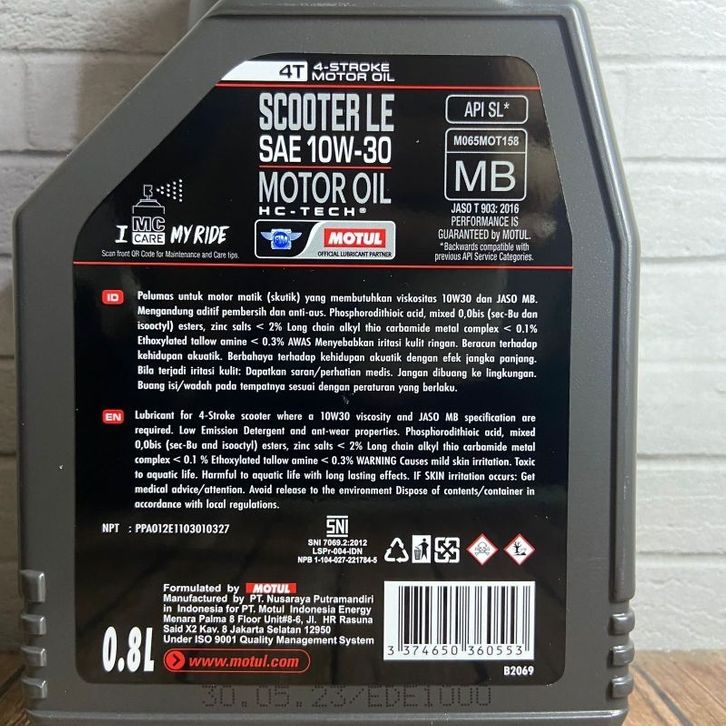 4T 4-STROKE
MOTOR OIL
SCOOTER LE
SAE 10W-30
MOTOR OIL
HC-TECH®
API SL*
M065MOT158
MB
JASO T 903: 2016
PERFORMANCE IS
GUARANTEED by MOTUL.
*Backwards compatible with
previous API Service Categories.
I MC CARE MY RIDE
Scan front QR Code for Maintenance and Care tips.
MOTUL
OFFICIAL LUBRICANT PARTNER
ID Pelumas untuk motor matik (skutik) yang membutuhkan viskositas 10W30 dan JASO MB.
Mengandung aditif pembersih dan anti-aus. Phosphorodithioic acid, mixed 0,0bis (sec-Bu dan
isooctyl) esters, zinc salts < 2% Long chain alkyl thio carbamide metal complex < 0.1%
Ethoxylated tallow amine < 0.3% AWAS Menyebabkan iritasi kulit ringan. Beracun terhadap
kehidupan akuatik. Berbahaya terhadap kehidupan akuatik dengan efek jangka panjang.
Bila terjadi iritasi kulit: Dapatkan saran/perhatian medis. Jangan dibuang ke lingkungan.
Buang isi/wadah pada tempatnya sesuai dengan peraturan yang berlaku.
EN Lubricant for 4-Stroke scooter where a 10W30 viscosity and JASO MB specification are
required. Low Emission Detergent and ant-wear properties. Phosphorodithioic acid, mixed
0,0bis (sec-Bu and isooctyl) esters, zinc salts < 2% Long chain alkyl thio carbamide metal
complex < 0.1 % Ethoxylated tallow amine < 0.3% WARNING Causes mild skin irritation. Toxic
to aquatic life. Harmful to aquatic life with long lasting effects. IF SKIN irritation occurs: Get
medical advice/attention. Avoid release to the environment Dispose of contents/container in
accordance with local regulations.
NPT : PPA012E1103010327
SNI
SNI 7069.2:2012
LSPr-004-IDN
NPB 1-104-027-221784-5
Formulated by MOTUL
Manufactured by PT. Nusaraya Putramandiri
in Indonesia for PT. Motul Indonesia Energy
Menara Palma 8 Floor Unit#8-6, Jl. HR Rasuna
Said X2 Kav. 8 Jakarta Selatan 12950
Under ISO 9001 Quality Management System
0.8L www.motul.com
3 374650 360553
B2069
30.05.23/EDE1000